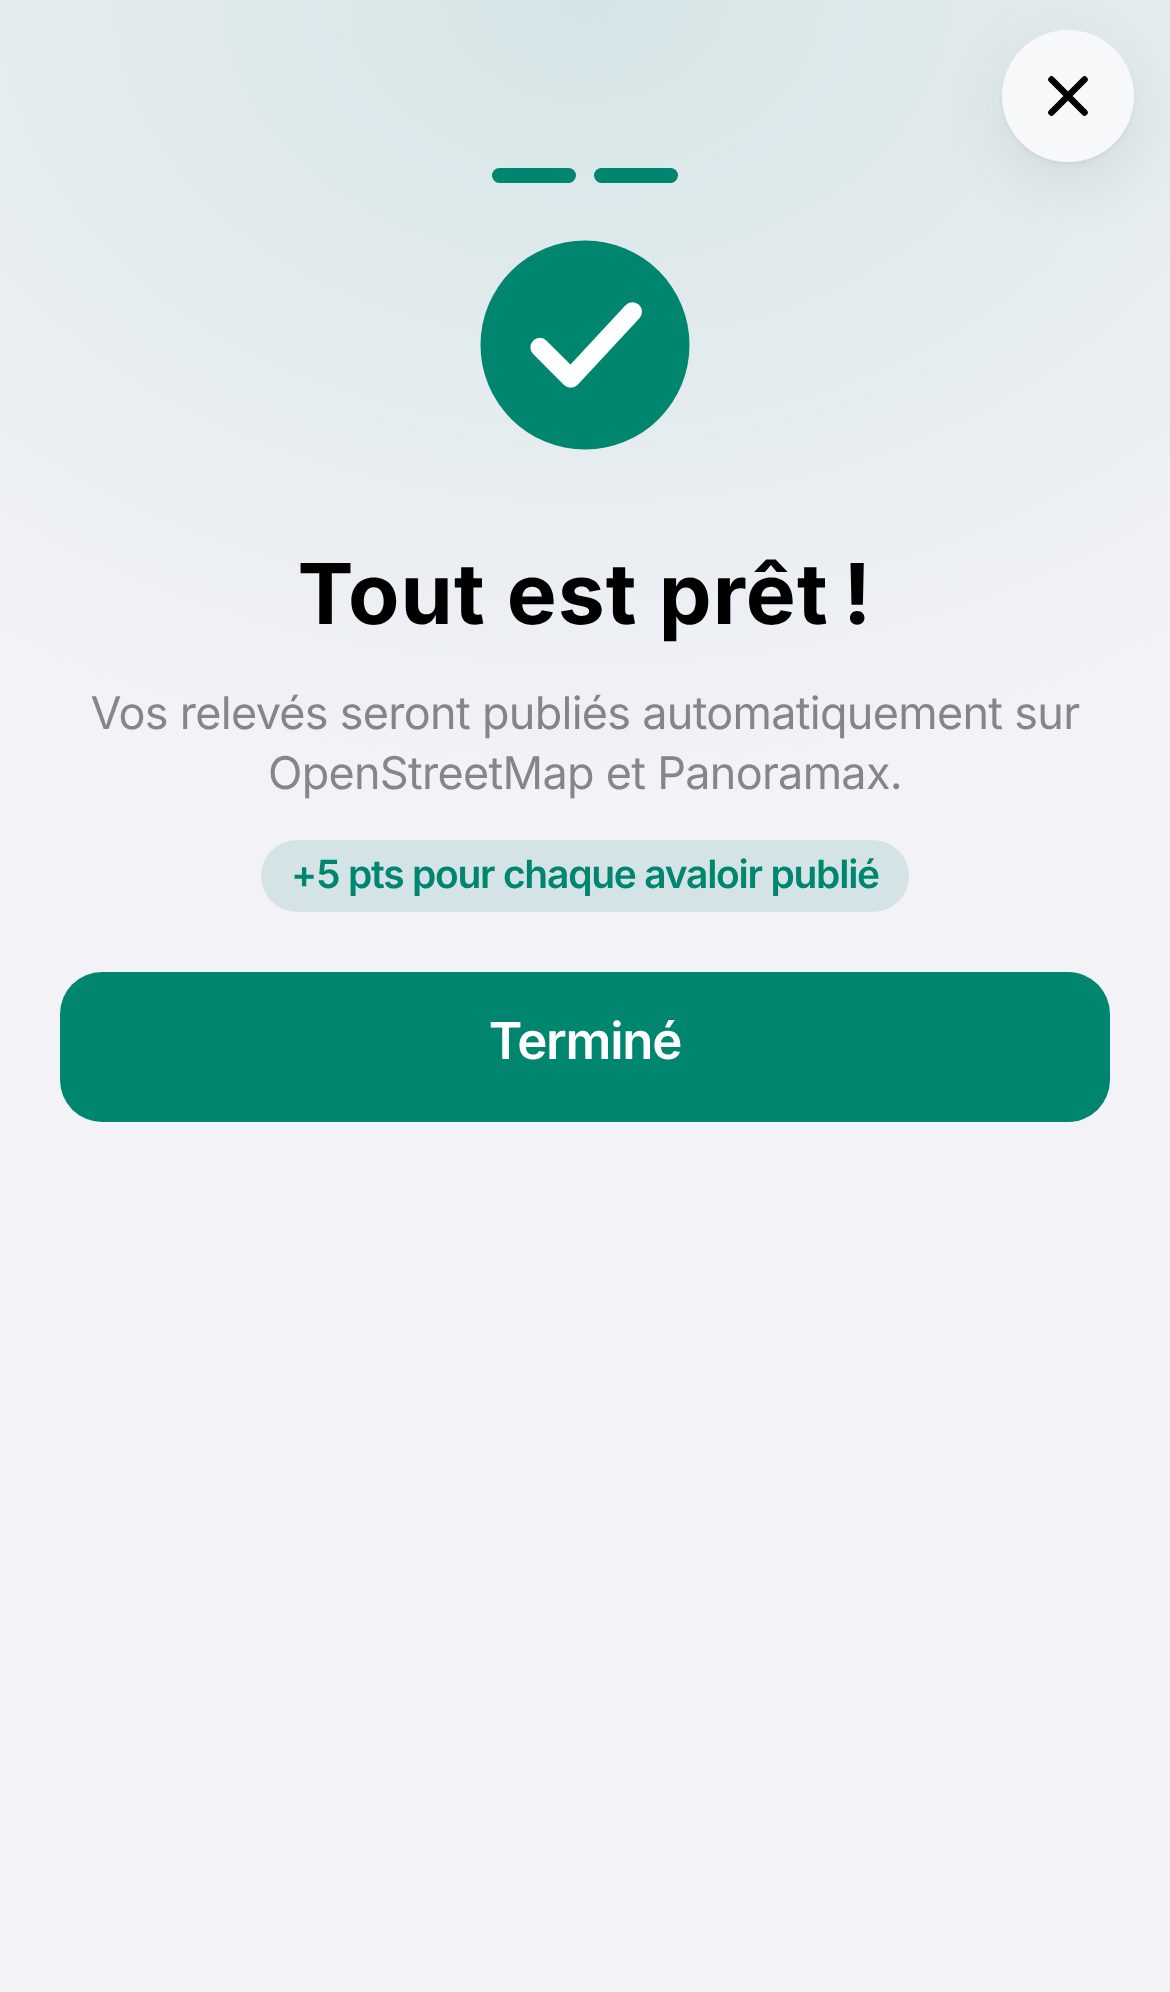 Tout est prêt !
Vos relevés seront publiés automatiquement sur
OpenStreetMap et Panoramax.
+5 pts pour chaque avaloir publié
Terminé